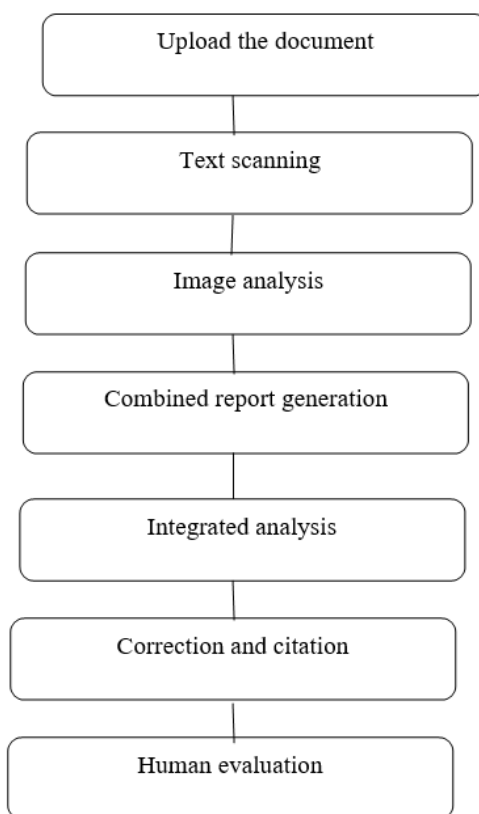 Upload the document
Text scanning
Image analysis
Combined report generation
Integrated analysis
Correction and citation
Human evaluation